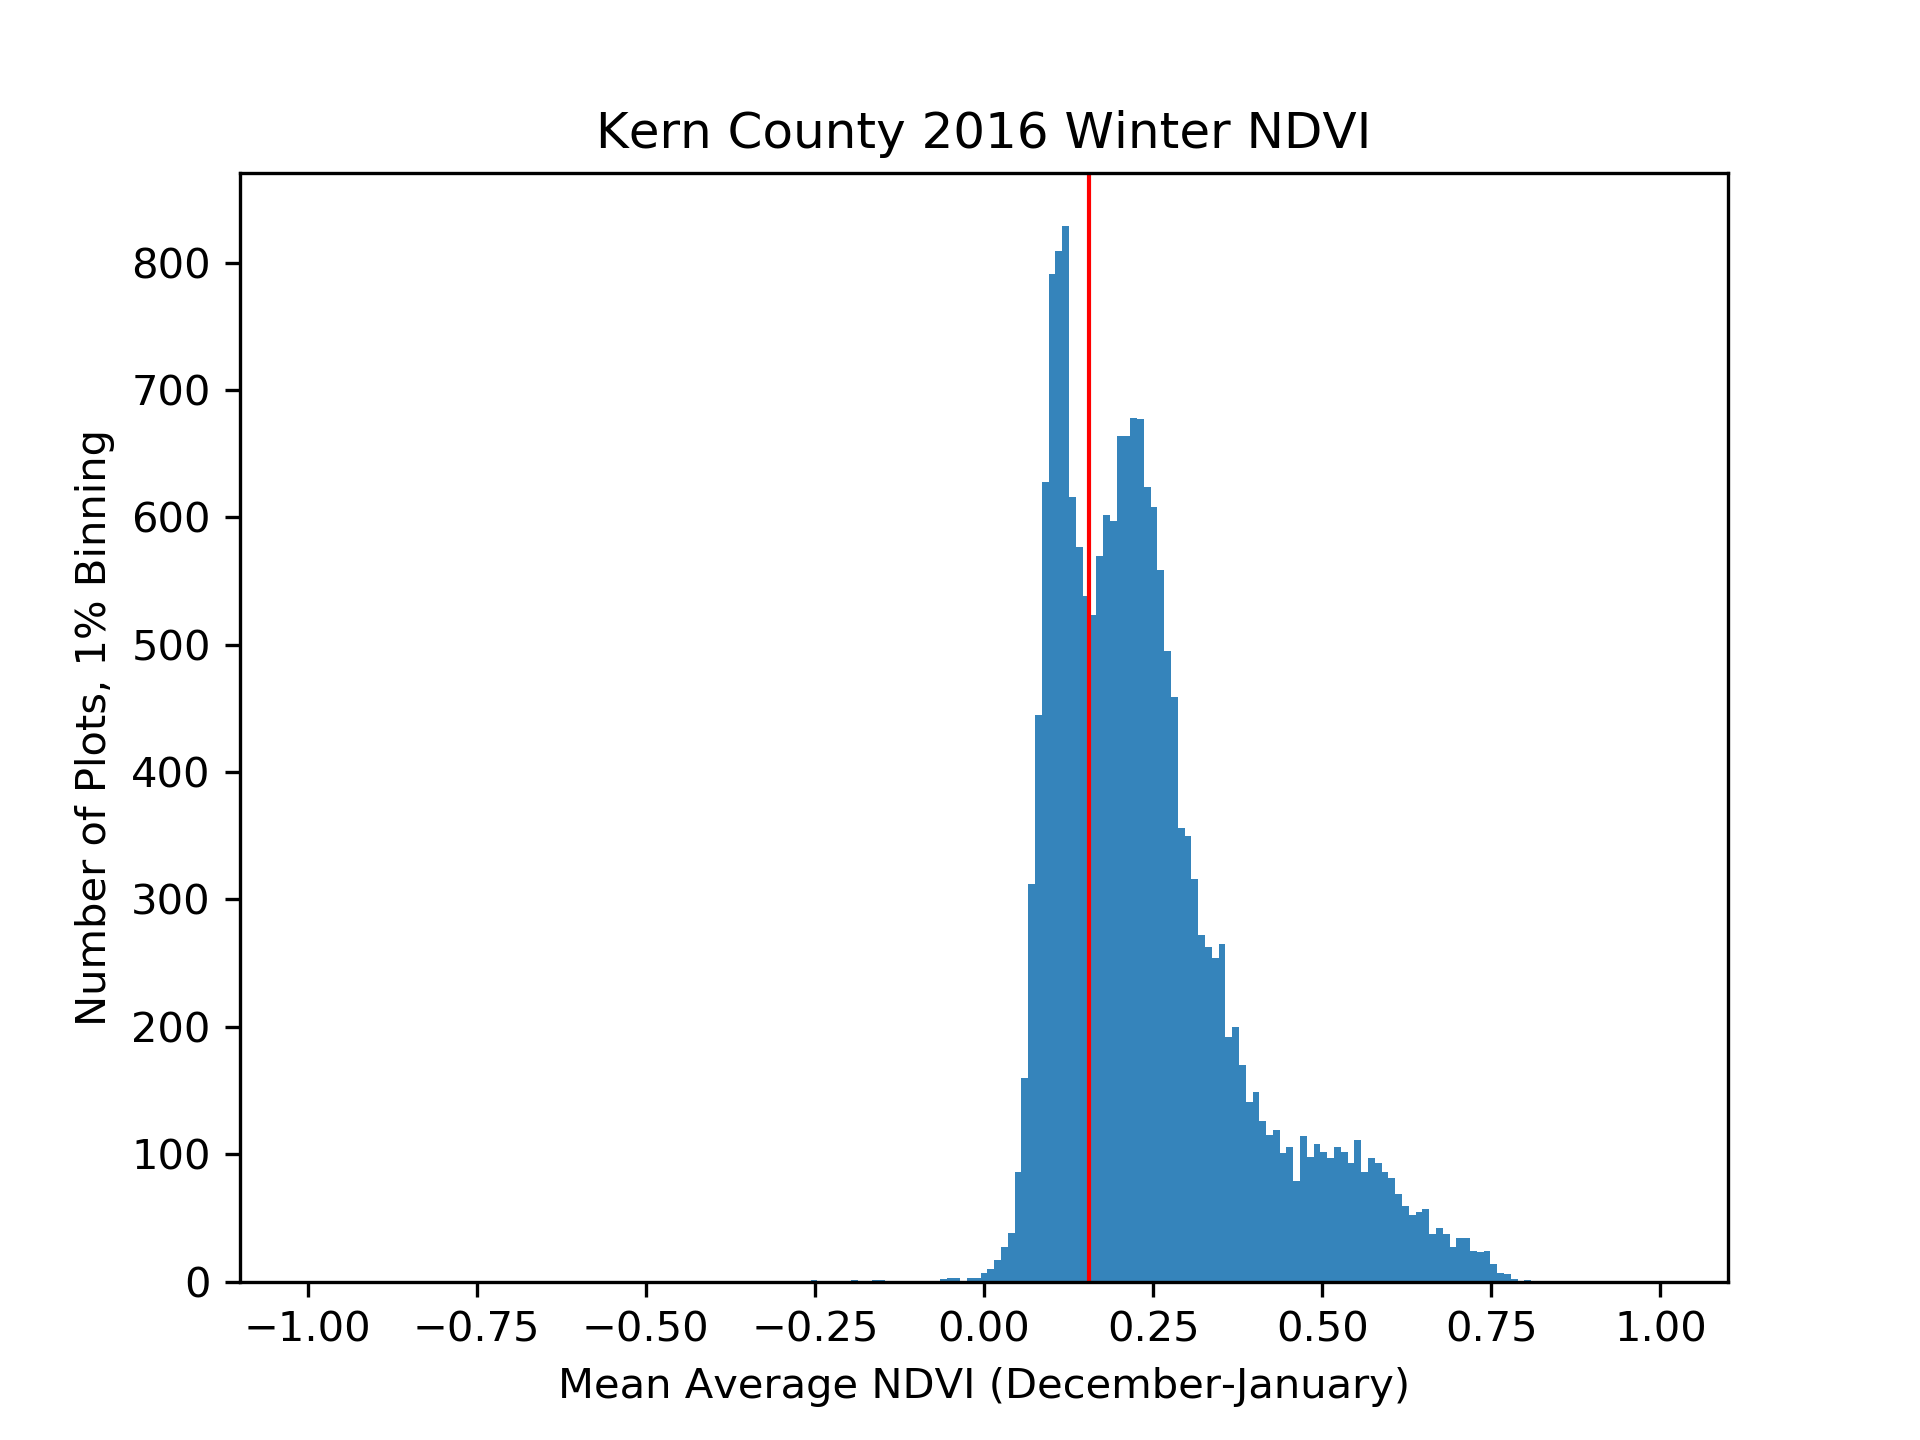 Kern County 2016 Winter NDVI
Number of Plots, 1% Binning
800
700
600
500
400
300
200
100
0
−1.00 −0.75 −0.50 −0.25 0.00 0.25 0.50 0.75 1.00
Mean Average NDVI (December-January)